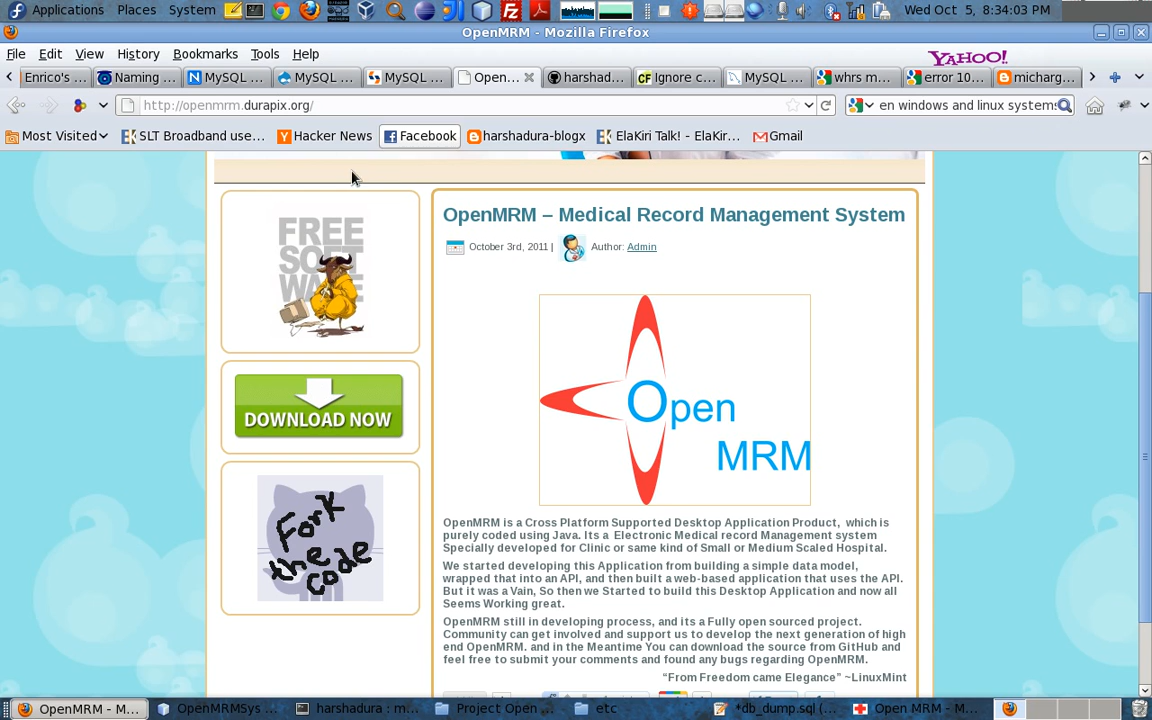 Applications Places System Wed Oct 5, 8:34:03 PM
OpenMRM - Mozilla Firefox
File Edit View History Bookmarks Tools Help
YAHOO!
Enrico's ... Naming ... MySQL ... MySQL ... MySQL ... Open... harshad... Ignore c... MySQL ... whrs m... error 10... micharg...
http://openmrm.durapix.org/ en windows and linux systems
Most Visited SLT Broadband use... Hacker News Facebook harshadura-blogx ElaKiri Talk! - ElaKir... Gmail
FREE
SOFT
WARE
DOWNLOAD NOW
Fork
the
code
OpenMRM – Medical Record Management System
October 3rd, 2011 | Author: Admin
Open
MRM
OpenMRM is a Cross Platform Supported Desktop Application Product, which is
purely coded using Java. Its a Electronic Medical record Management system
Specially developed for Clinic or same kind of Small or Medium Scaled Hospital.
We started developing this Application from building a simple data model,
wrapped that into an API, and then built a web-based application that uses the API.
But it was a Vain, So then we Started to build this Desktop Application and now all
Seems Working great.
OpenMRM still in developing process, and its a Fully open sourced project.
Community can get involved and support us to develop the next generation of high
end OpenMRM. and in the Meantime You can download the source from GitHub and
feel free to submit your comments and found any bugs regarding OpenMRM.
“From Freedom came Elegance” ~LinuxMint
OpenMRM - M... OpenMRMSys ... harshadura : m... Project Open ... etc *db_dump.sql (... Open MRM - M...